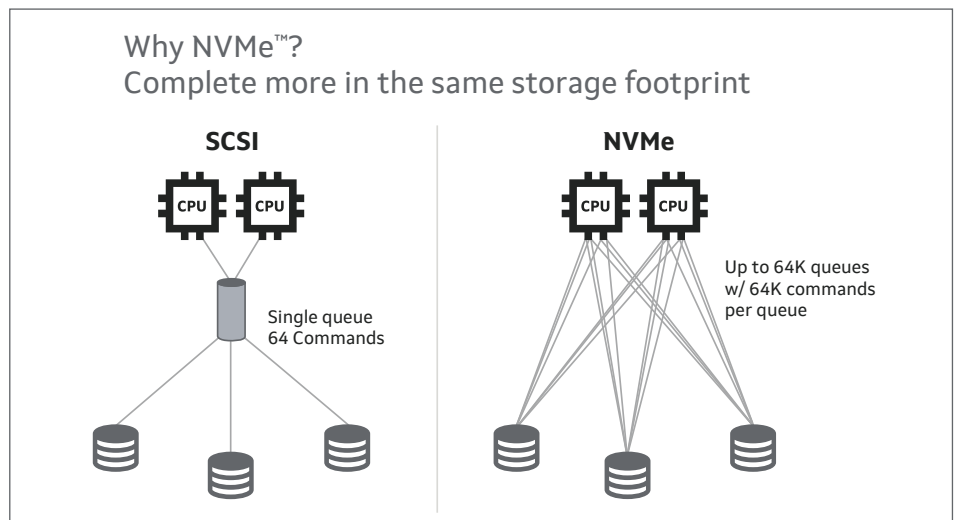 Why NVMe™?
Complete more in the same storage footprint
SCSI
CPU
CPU
Single queue
64 Commands
NVMe
CPU
CPU
Up to 64K queues
w/ 64K commands
per queue